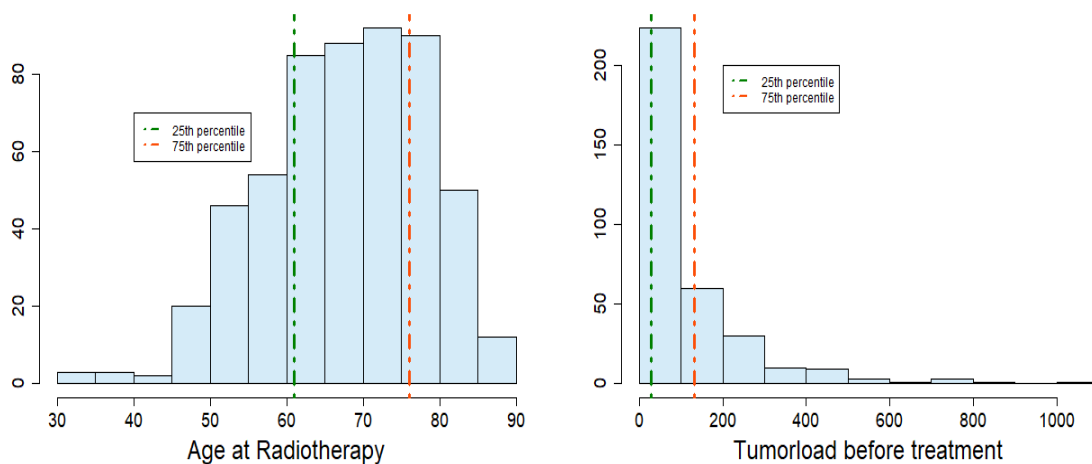 80
60
40
20
0
25th percentile
75th percentile
30 40 50 60 70 80 90
Age at Radiotherapy
200
150
100
50
0
25th percentile
75th percentile
0 200 400 600 800 1000
Tumorload before treatment